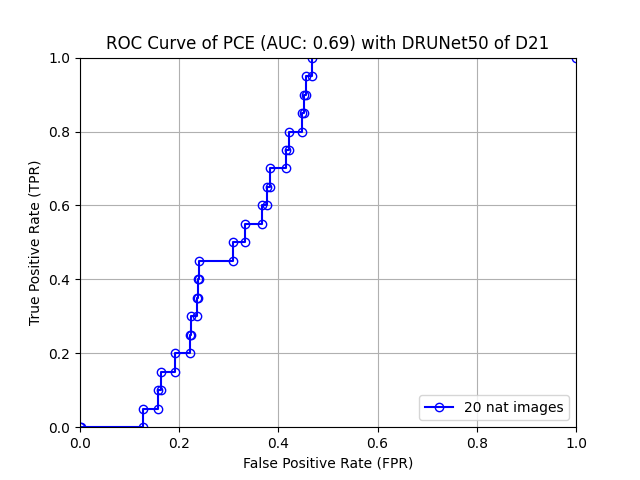 ROC Curve of PCE (AUC: 0.69) with DRUNet50 of D21
True Positive Rate (TPR)
1.0
0.8
0.6
0.4
0.2
0.0
20 nat images
0.0 0.2 0.4 0.6 0.8 1.0
False Positive Rate (FPR)